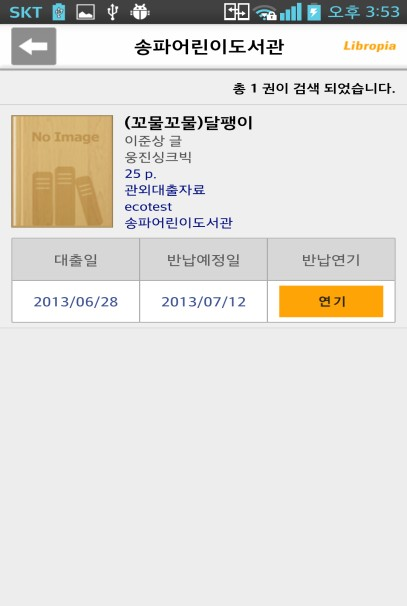 SKT 오후 3:53
송파어린이도서관 Libropia
총 1 권이 검색 되었습니다.
No Image
(꼬물꼬물)달팽이
이준상 글
웅진싱크빅
25 p.
관외대출자료
ecotest
송파어린이도서관
대출일 반납예정일 반납연기
2013/06/28 2013/07/12 연기